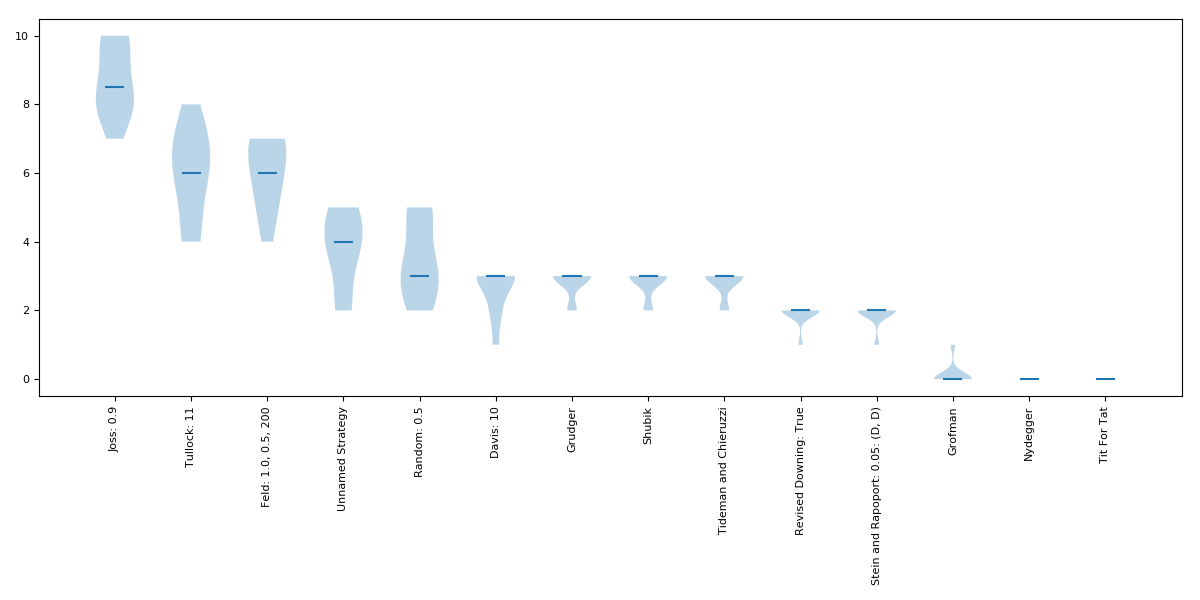 10
8
6
4
2
0
Joss: 0.9
Tullock: 11
Feld: 1.0, 0.5, 200
Unnamed Strategy
Random: 0.5
Davis: 10
Grudger
Shubik
Tideman and Chieruzzi
Revised Downing: True
Stein and Rapoport: 0.05: (D, D)
Grofman
Nydegger
Tit For Tat